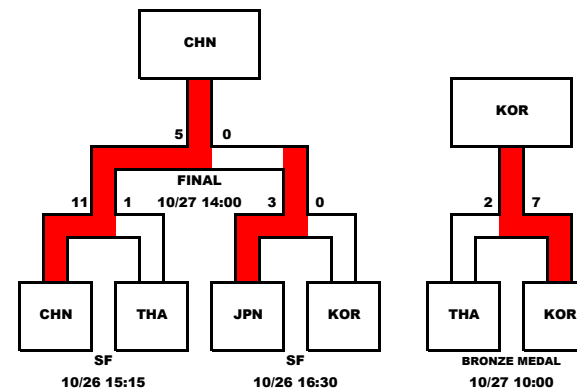 CHN
KOR
5 0
FINAL
11 1 10/27 14:00 3 0 2 7
CHN THA JPN KOR THA KOR
SF SF BRONZE MEDAL
10/26 15:15 10/26 16:30 10/27 10:00